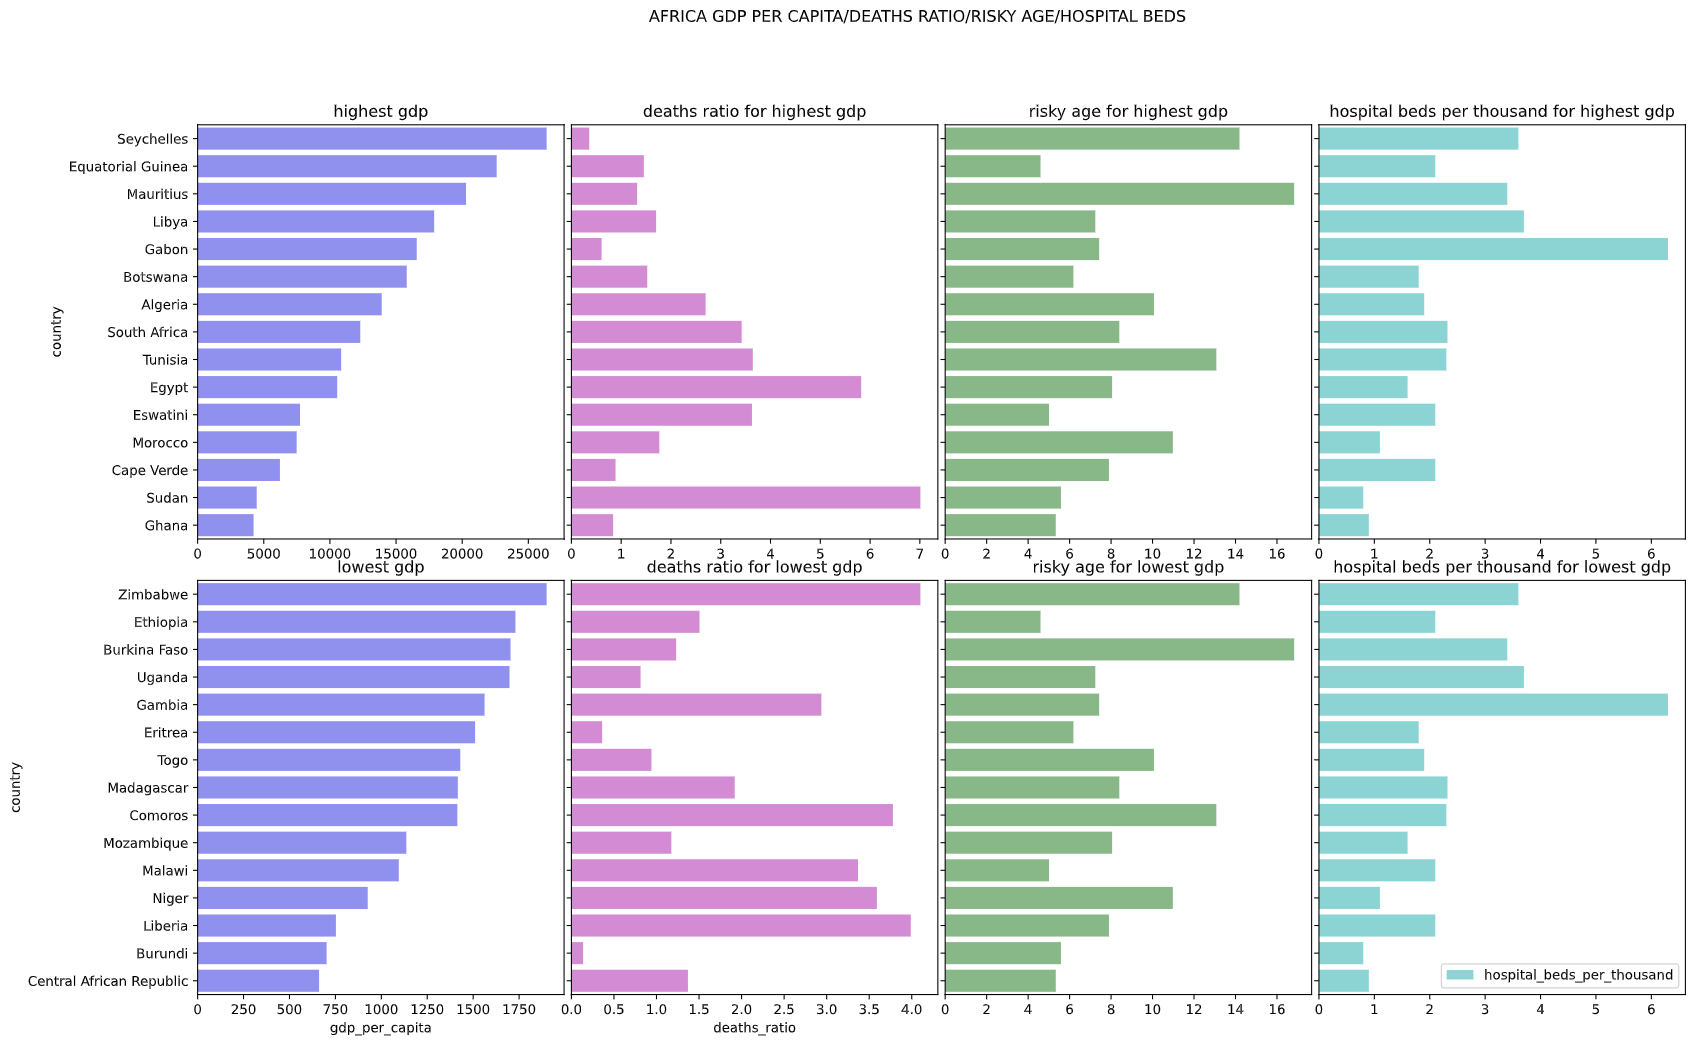 AFRICA GDP PER CAPITA/DEATHS RATIO/RISKY AGE/HOSPITAL BEDS
highest gdp
deaths ratio for highest gdp
risky age for highest gdp
hospital beds per thousand for highest gdp
country
Seychelles
Equatorial Guinea
Mauritius
Libya
Gabon
Botswana
Algeria
South Africa
Tunisia
Egypt
Eswatini
Morocco
Cape Verde
Sudan
Ghana
0 5000 10000 15000 20000 25000
0 1 2 3 4 5 6 7
0 2 4 6 8 10 12 14 16
0 1 2 3 4 5 6
lowest gdp
deaths ratio for lowest gdp
risky age for lowest gdp
hospital beds per thousand for lowest gdp
country
Zimbabwe
Ethiopia
Burkina Faso
Uganda
Gambia
Eritrea
Togo
Madagascar
Comoros
Mozambique
Malawi
Niger
Liberia
Burundi
Central African Republic
hospital_beds_per_thousand
0 250 500 750 1000 1250 1500 1750
0.0 0.5 1.0 1.5 2.0 2.5 3.0 3.5 4.0
0 2 4 6 8 10 12 14 16
0 1 2 3 4 5 6
gdp_per_capita
deaths_ratio